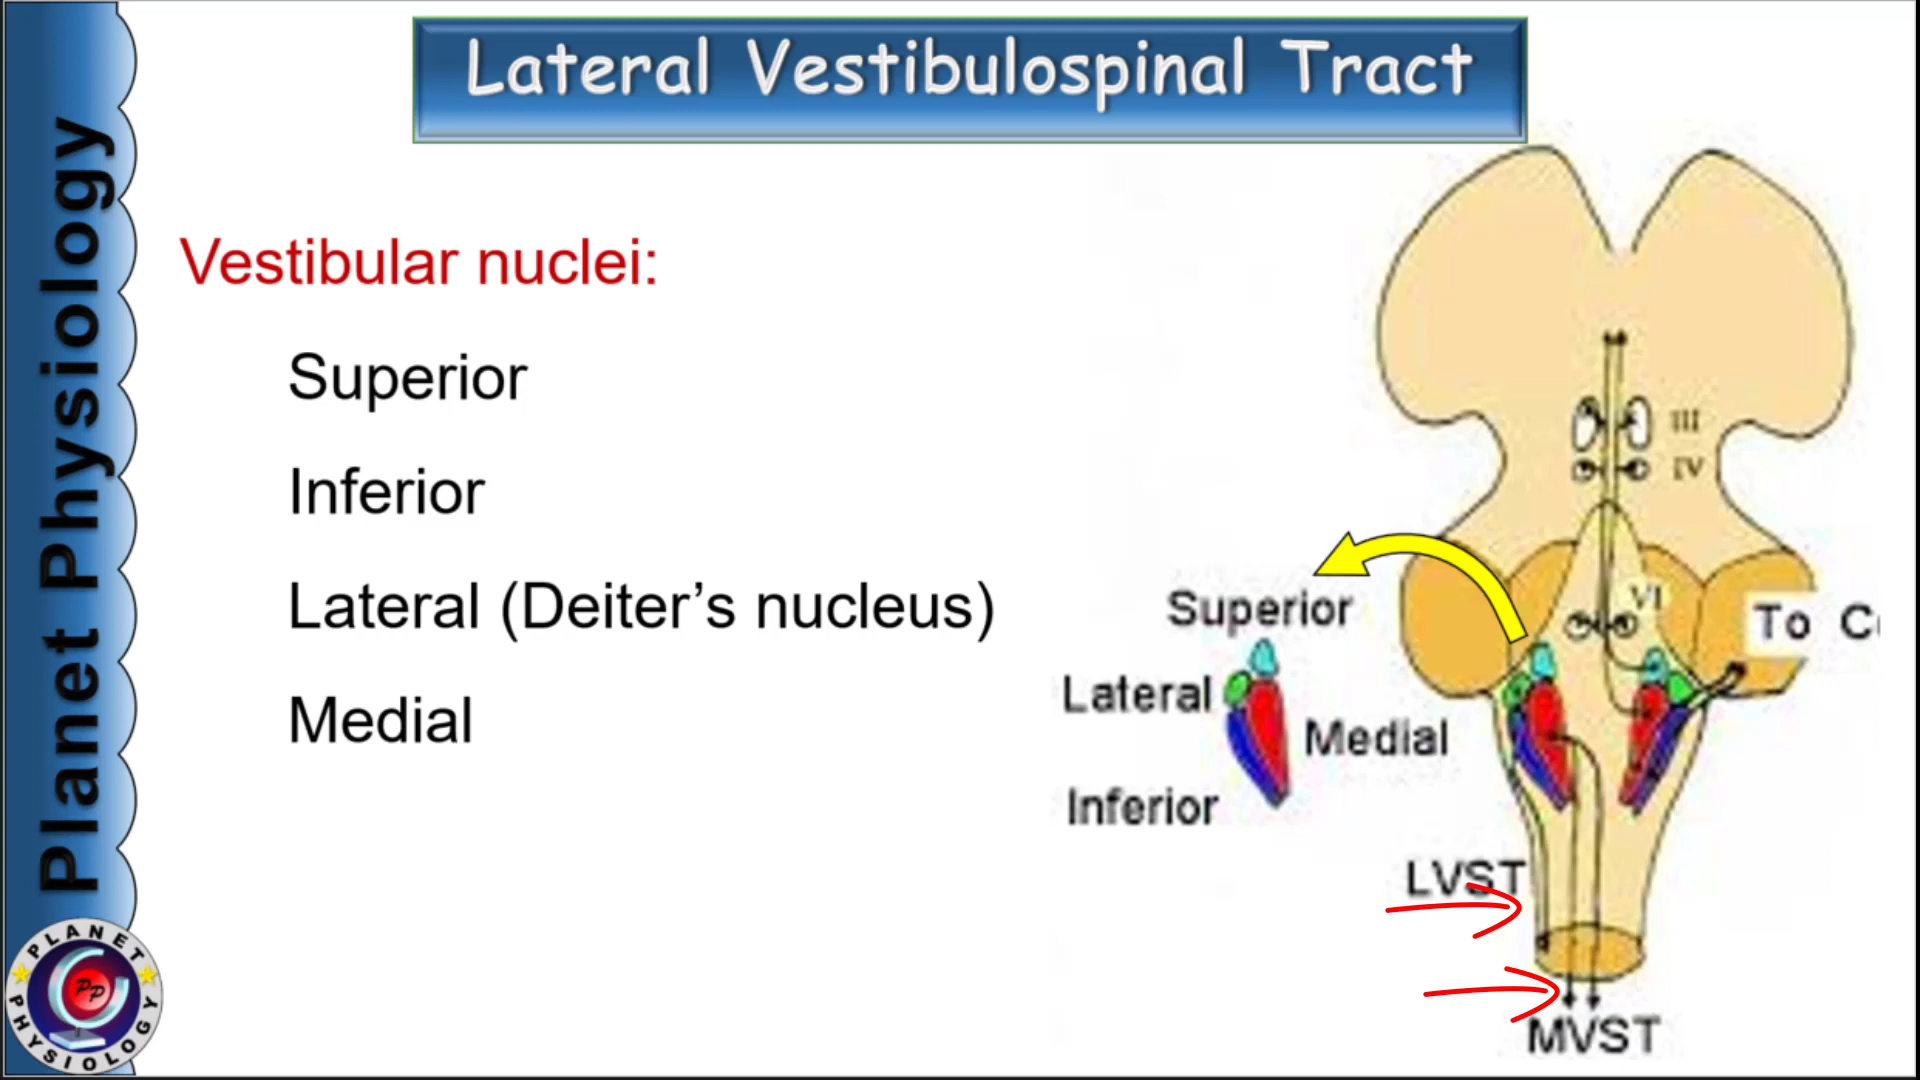 Lateral Vestibulospinal Tract
Planet Physiology
Vestibular nuclei:
Superior
Inferior
Lateral (Deiter’s nucleus)
Medial
III
IV
VI
To C
Superior
Lateral
Medial
Inferior
LVST
MVST
PLANET
PP
PHYSIOLOGY